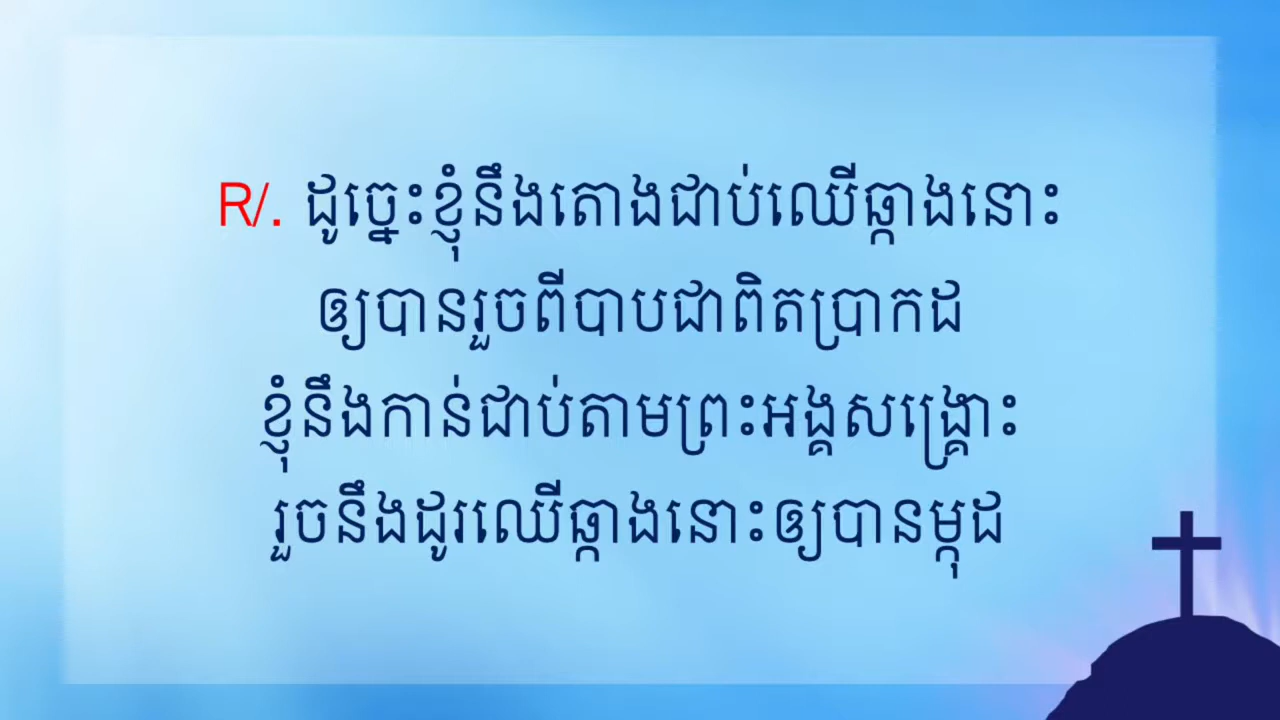 R/. ដូច្នេះខ្ញុំនឹងតោងជាប់ឈើឆ្កាងនោះ
ឲ្យបានរួចពីបាបជាពិតប្រាកដ
ខ្ញុំនឹងកាន់ជាប់តាមព្រះអង្គសង្គ្រោះ
រួចនឹងដូរឈើឆ្កាងនោះឲ្យបានម្កុដ